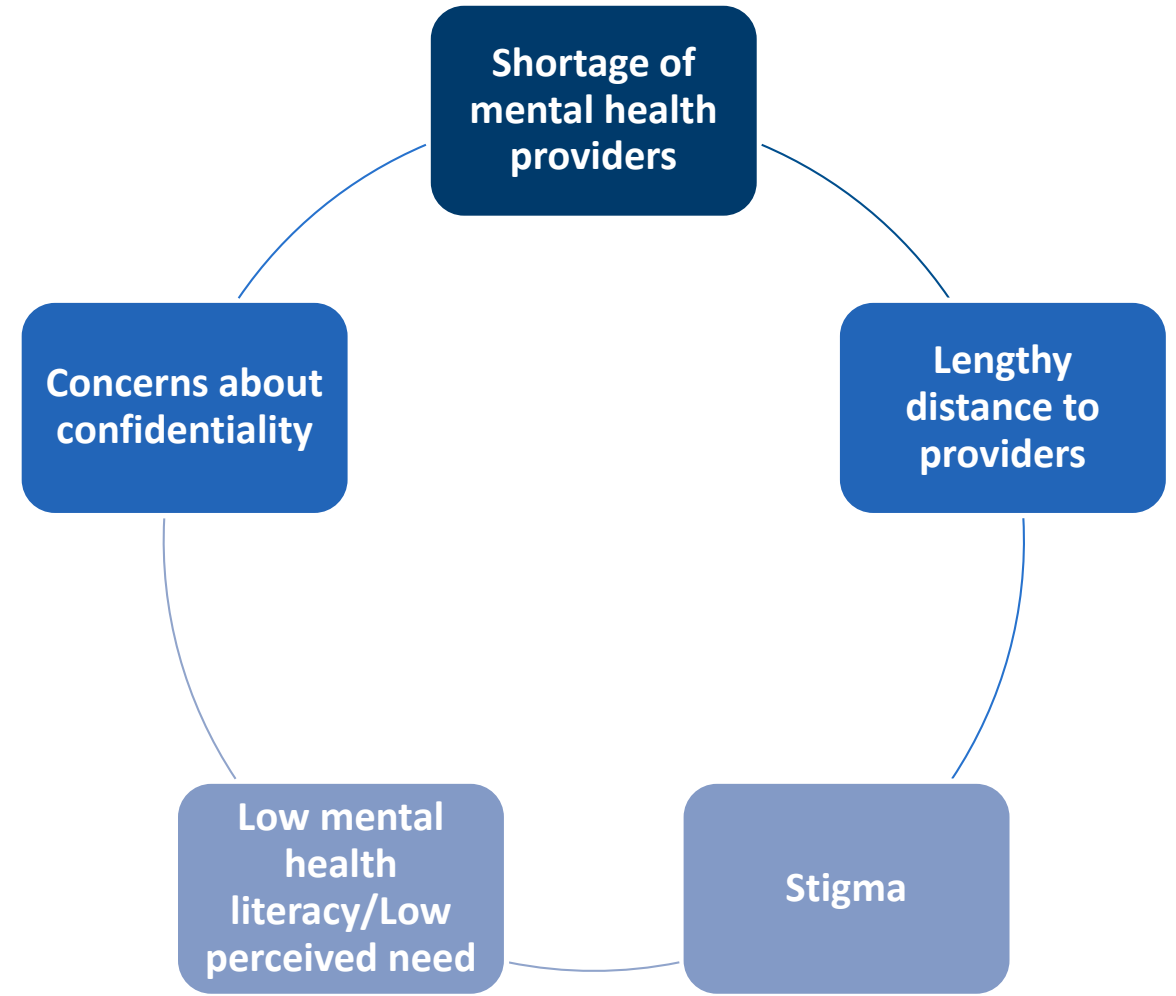 Shortage of
mental health
providers
Lengthy
distance to
providers
Stigma
Low mental
health
literacy/Low
perceived need
Concerns about
confidentiality